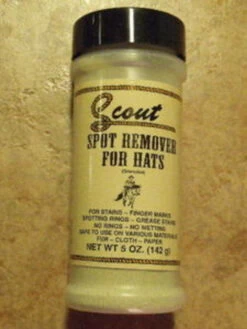 Scout
SPOT REMOVER
FOR HATS
FOR STAINS - FINGER MARKS
SPOTTING RINGS - GREASE STAINS
NO RINGS - NO WETTING
SAFE TO USE ON VARIOUS MATERIALS
FUR - CLOTH - PAPER
NET WT 5 OZ. (142 g)